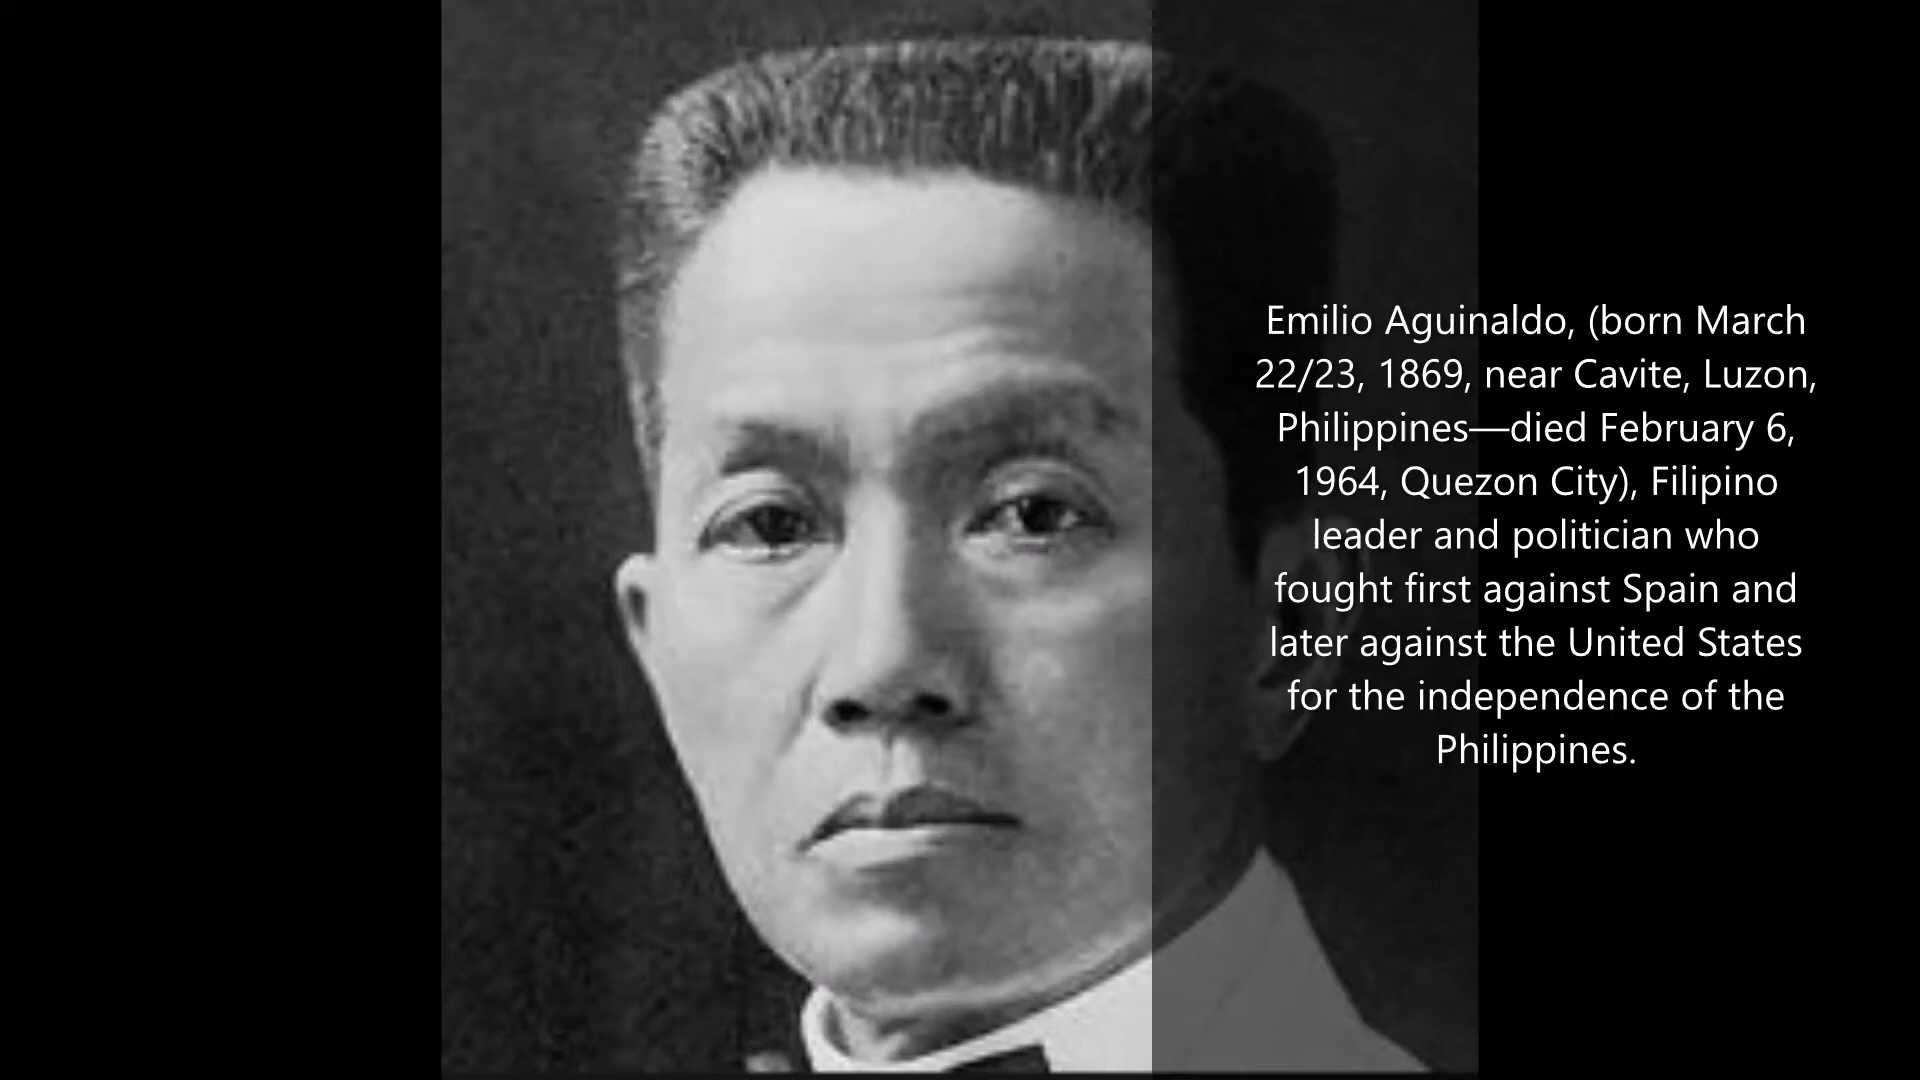 Emilio Aguinaldo, (born March
22/23, 1869, near Cavite, Luzon,
Philippines—died February 6,
1964, Quezon City), Filipino
leader and politician who
fought first against Spain and
later against the United States
for the independence of the
Philippines.